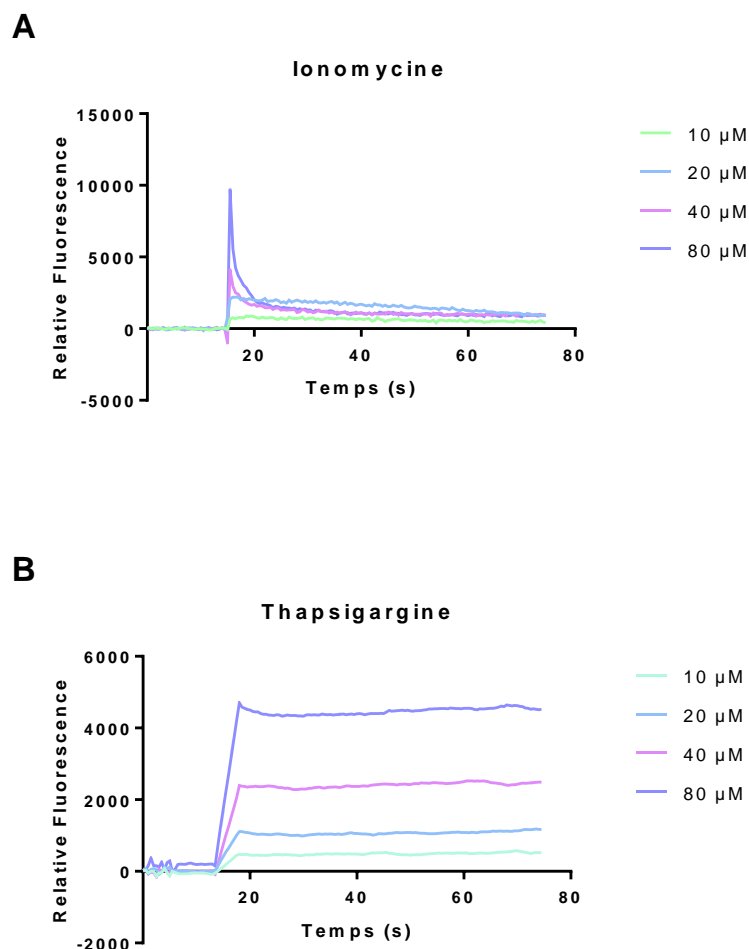 A
Ionomycine
Relative Fluorescence
15000
10000
5000
0
-5000
20
40
60
80
Temps (s)
10 µM
20 µM
40 µM
80 µM
B
Thapsigargine
Relative Fluorescence
6000
4000
2000
0
-2000
20
40
60
80
Temps (s)
10 µM
20 µM
40 µM
80 µM